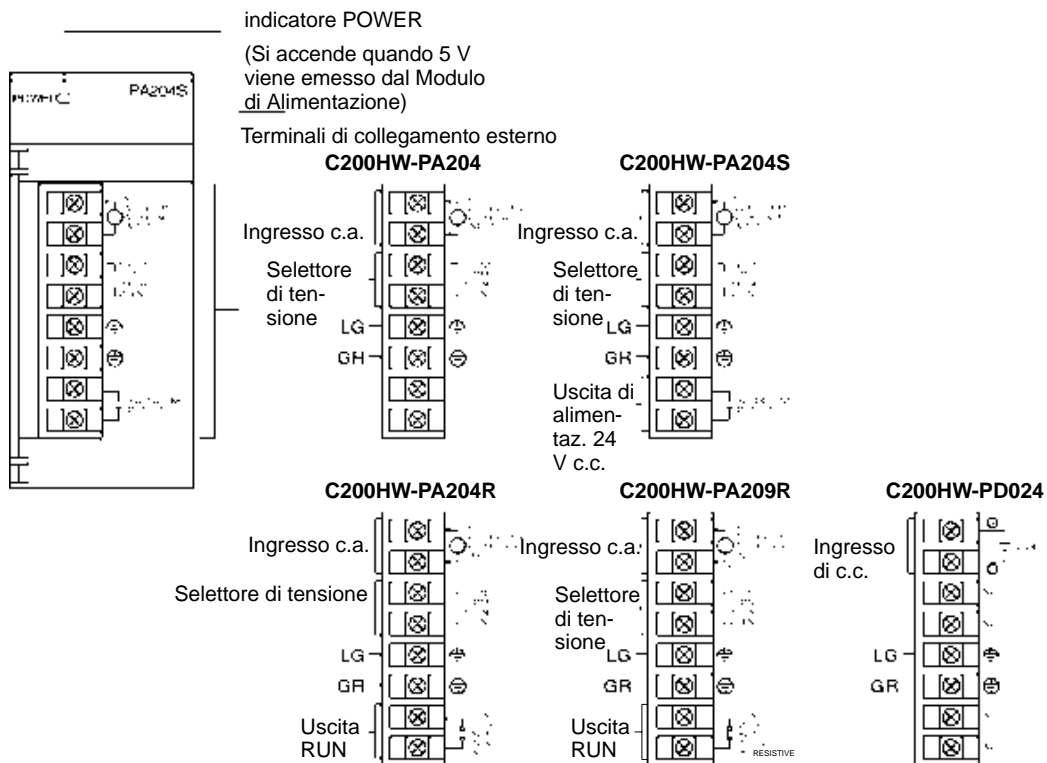 indicatore POWER
(Si accende quando 5 V
viene emesso dal Modulo
di Alimentazione)
Terminali di collegamento esterno
POWER
PA204S
C200HW-PA204
Ingresso c.a.
Selettore
di ten-
sione
LG
GR
C200HW-PA204S
Ingresso c.a.
Selettore
di ten-
sione
LG
GR
Uscita di
alimen-
taz. 24
V c.c.
C200HW-PA204R
Ingresso c.a.
Selettore di tensione
LG
GR
Uscita
RUN
C200HW-PA209R
Ingresso c.a.
Selettore
di ten-
sione
LG
GR
Uscita
RUN
RESISTIVE
C200HW-PD024
Ingresso
di c.c.
LG
GR